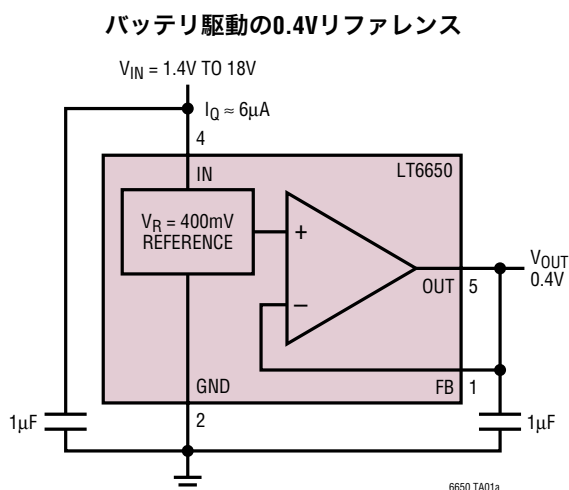 バッテリ駆動の0.4Vリファレンス
VIN = 1.4V TO 18V
IQ ≈ 6μA
4
IN
LT6650
VR = 400mV
REFERENCE
+
–
OUT
5
VOUT
0.4V
GND
FB
1
2
1μF
1μF
6650 TA01a